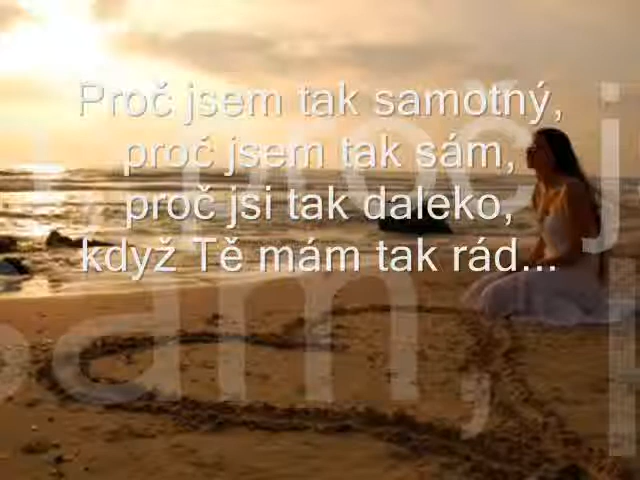 Proč jsem tak samotný,
proč jsem tak sám,
proč jsi tak daleko,
když Tě mám tak rád...